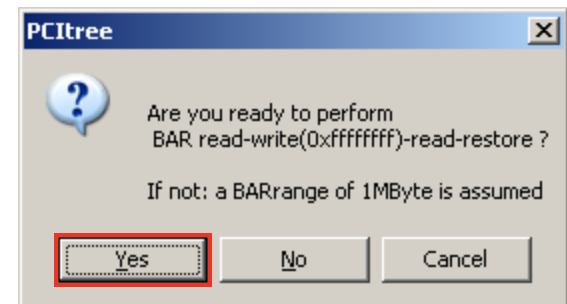 PCItree
Are you ready to perform
BAR read-write(0xffffffff)-read-restore ?
If not: a BARrange of 1MByte is assumed
Yes
No
Cancel